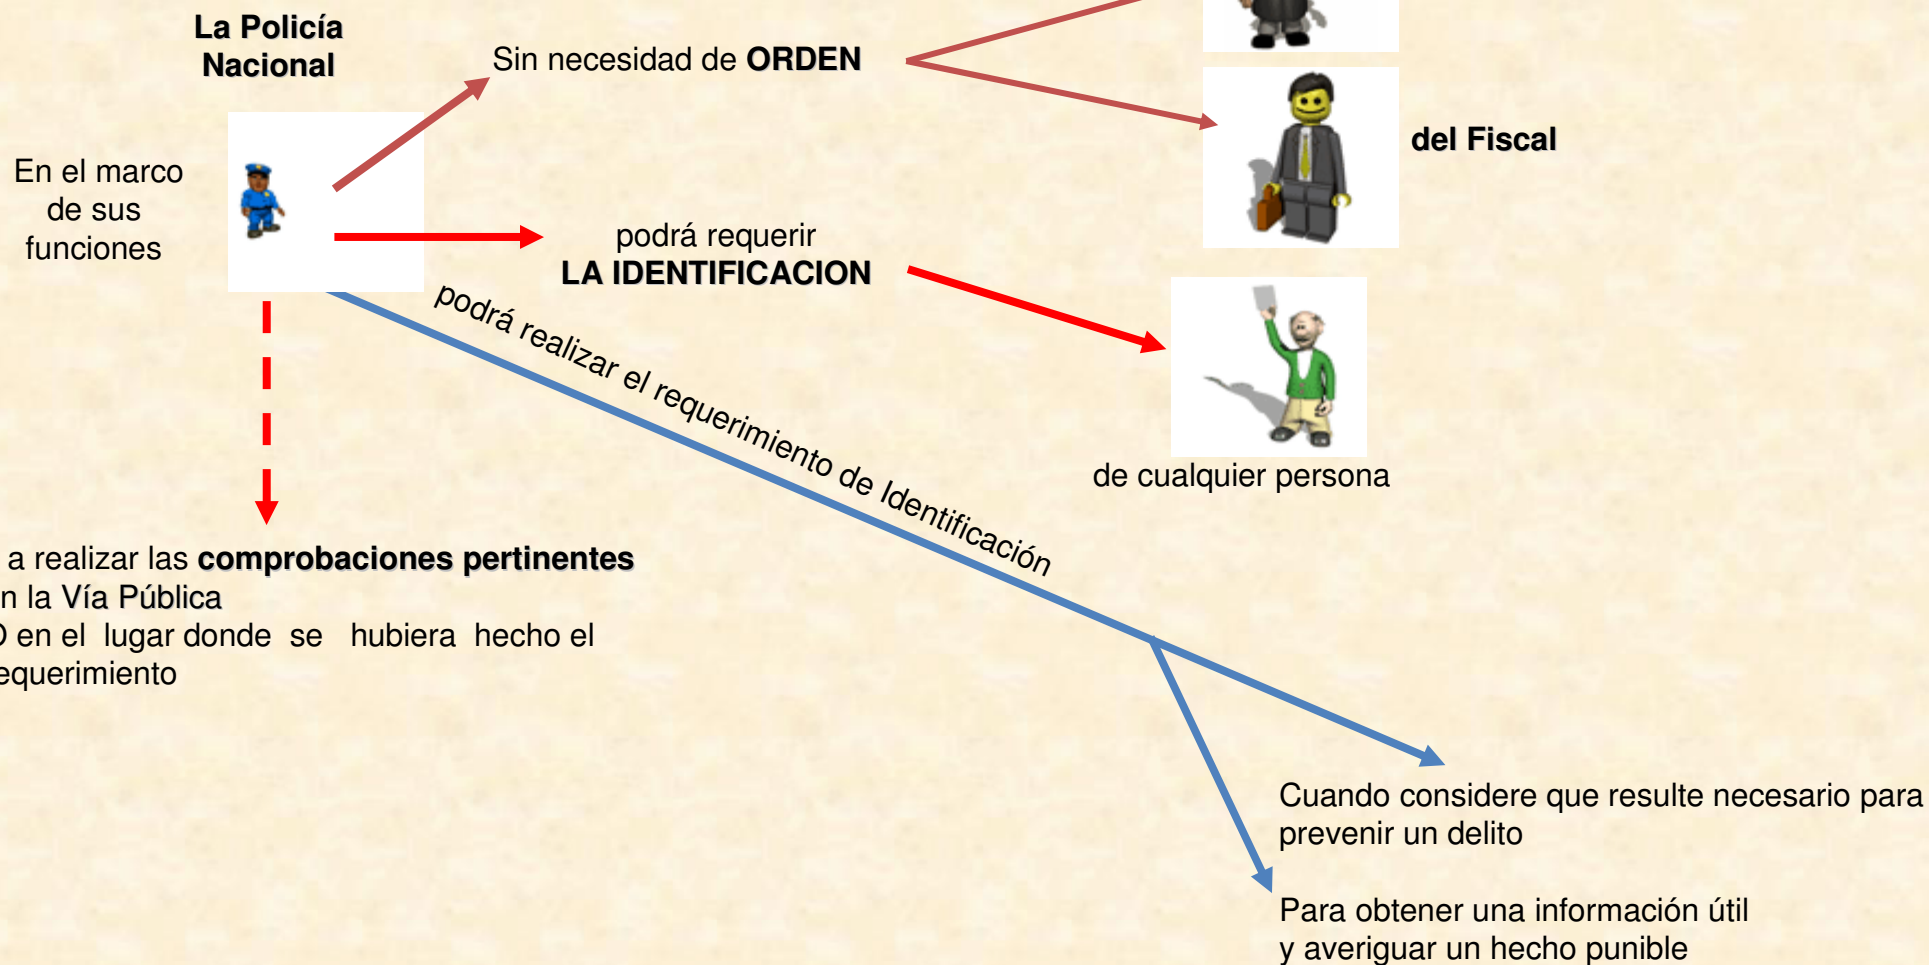 La Policía
Nacional
Sin necesidad de ORDEN
del Fiscal
En el marco
de sus
funciones
podrá requerir
LA IDENTIFICACION
podrá realizar el requerimiento de Identificación
de cualquier persona
a realizar las comprobaciones pertinentes
la Vía Pública
en el lugar donde se hubiera hecho el
Cuando considere que resulte necesario para
prevenir un delito
Para obtener una información útil
y averiguar un hecho punible